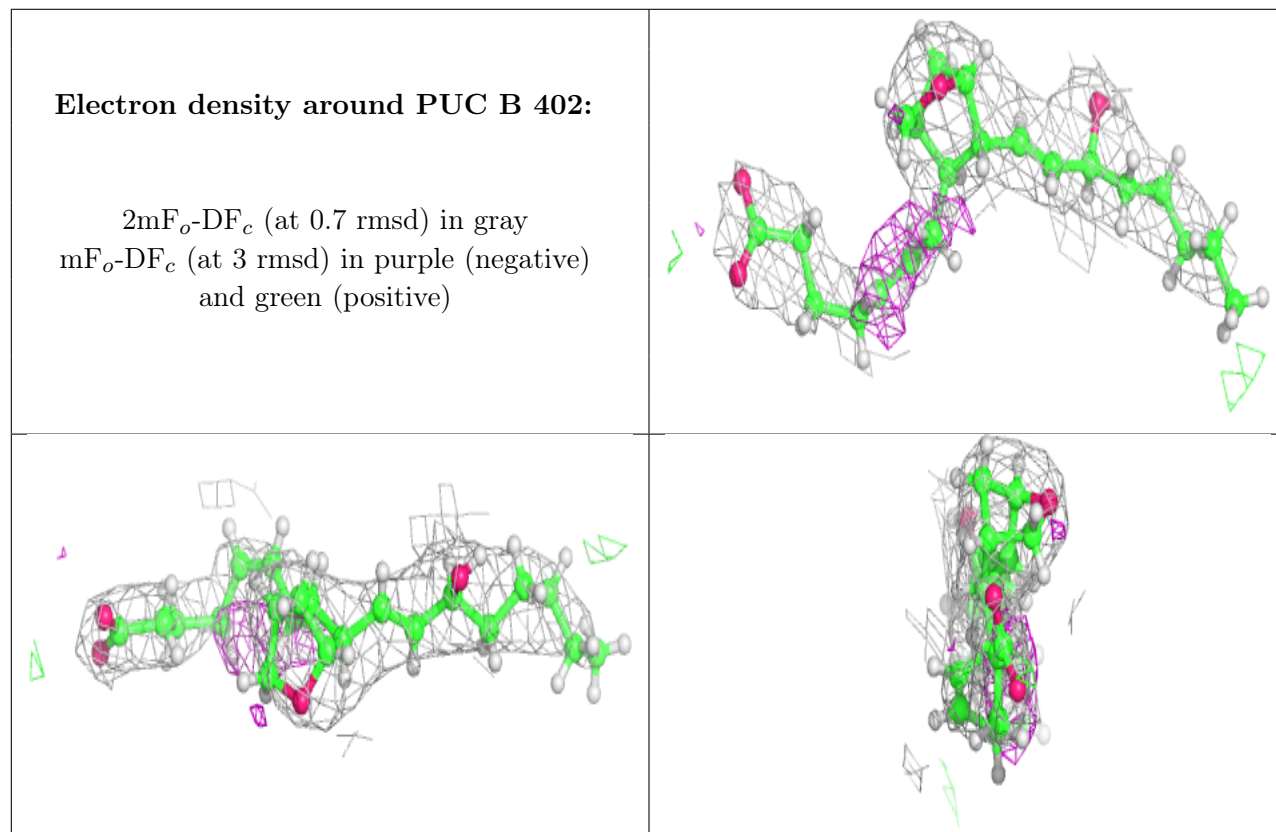 Electron density around PUC B 402:
2mFₒ-DF𝒸 (at 0.7 rmsd) in gray
mFₒ-DF𝒸 (at 3 rmsd) in purple (negative)
and green (positive)